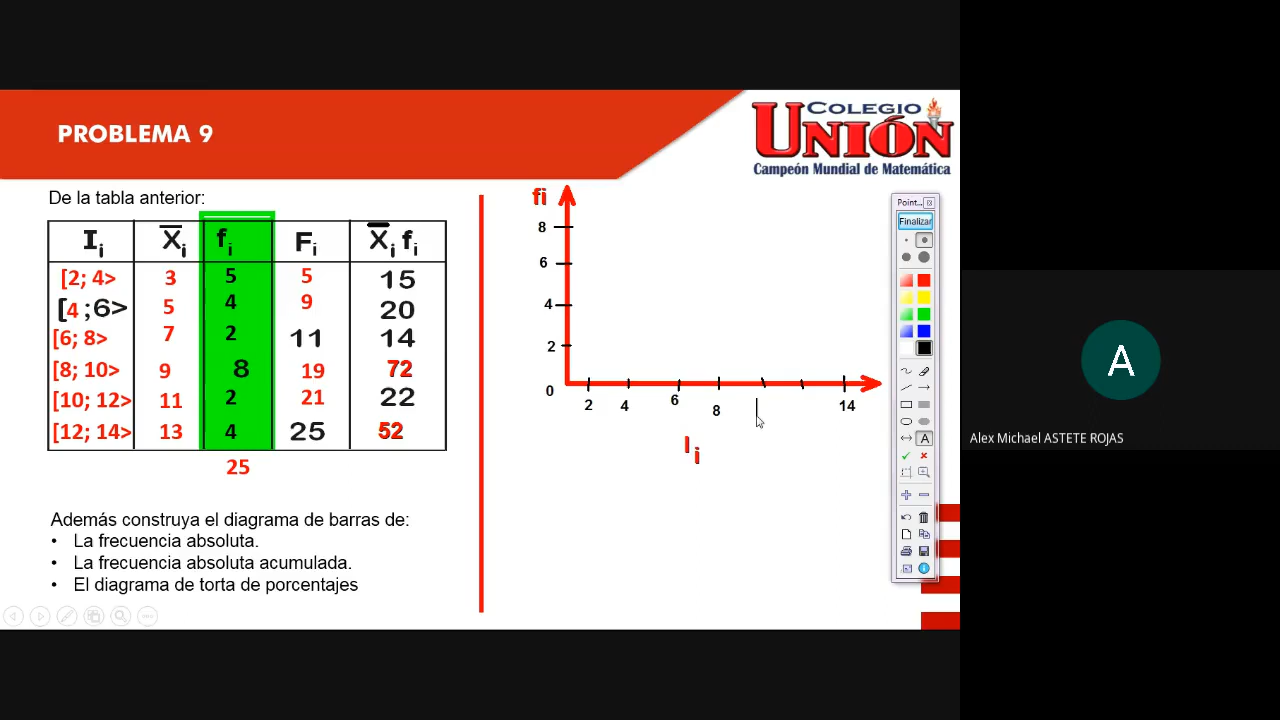 PROBLEMA 9
COLEGIO
UNIÓN
Campeón Mundial de Matemática
De la tabla anterior:
Ii X̅i fi Fi X̅i fi
[2; 4> 3 5 5 15
[4 ;6> 5 4 9 20
[6; 8> 7 2 11 14
[8; 10> 9 8 19 72
[10; 12> 11 2 21 22
[12; 14> 13 4 25 52
25
Además construya el diagrama de barras de:
• La frecuencia absoluta.
• La frecuencia absoluta acumulada.
• El diagrama de torta de porcentajes
fi
8
6
4
2
0
2 4 6 8 14
Ii
Point...
Finalizar
A
A
Alex Michael ASTETE ROJAS